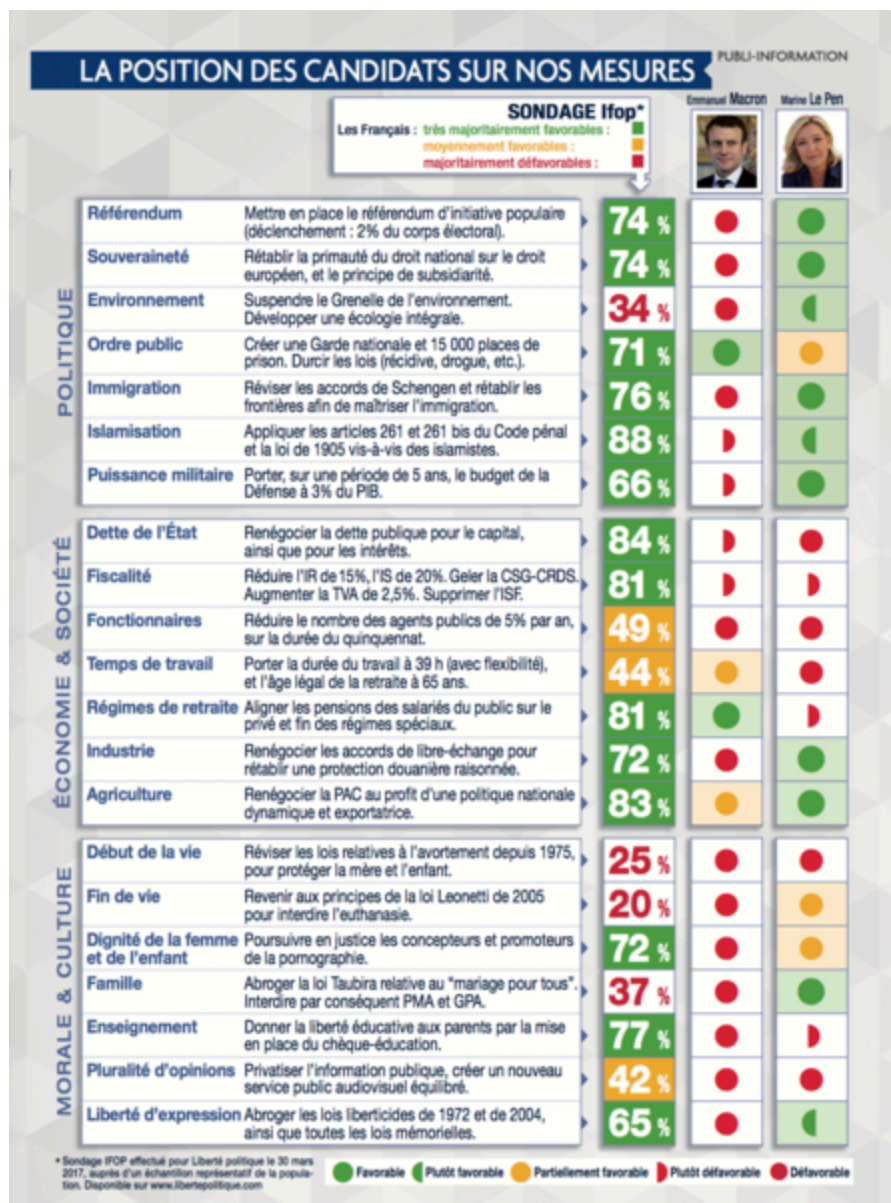 PUBLI-INFORMATION
LA POSITION DES CANDIDATS SUR NOS MESURES
Emmanuel Macron
Marine Le Pen
SONDAGE Ifop*
Les Français : très majoritairement favorables :
moyennement favorables :
majoritairement défavorables :
POLITIQUE
Référendum Mettre en place le référendum d'initiative populaire 74 %
(déclenchement : 2% du corps électoral).
Souveraineté Rétablir la primauté du droit national sur le droit 74 %
européen, et le principe de subsidiarité.
Environnement Suspendre le Grenelle de l'environnement. 34 %
Développer une écologie intégrale.
Ordre public Créer une Garde nationale et 15 000 places de 71 %
prison. Durcir les lois (récidive, drogue, etc.).
Immigration Réviser les accords de Schengen et rétablir les 76 %
frontières afin de maîtriser l'immigration.
Islamisation Appliquer les articles 261 et 261 bis du Code pénal 88 %
et la loi de 1905 vis-à-vis des islamistes.
Puissance militaire Porter, sur une période de 5 ans, le budget de la 66 %
Défense à 3% du PIB.
ÉCONOMIE & SOCIÉTÉ
Dette de l'État Renégocier la dette publique pour le capital, 84 %
ainsi que pour les intérêts.
Fiscalité Réduire l'IR de 15%, l'IS de 20%. Geler la CSG-CRDS. 81 %
Augmenter la TVA de 2,5%. Supprimer l'ISF.
Fonctionnaires Réduire le nombre des agents publics de 5% par an, 49 %
sur la durée du quinquennat.
Temps de travail Porter la durée du travail à 39 h (avec flexibilité), 44 %
et l'âge légal de la retraite à 65 ans.
Régimes de retraite Aligner les pensions des salariés du public sur le 81 %
privé et fin des régimes spéciaux.
Industrie Renégocier les accords de libre-échange pour 72 %
rétablir une protection douanière raisonnée.
Agriculture Renégocier la PAC au profit d'une politique nationale 83 %
dynamique et exportatrice.
MORALE & CULTURE
Début de la vie Réviser les lois relatives à l'avortement depuis 1975, 25 %
pour protéger la mère et l'enfant.
Fin de vie Revenir aux principes de la loi Leonetti de 2005 20 %
pour interdire l'euthanasie.
Dignité de la femme Poursuivre en justice les concepteurs et promoteurs 72 %
et de l'enfant de la pornographie.
Famille Abroger la loi Taubira relative au "mariage pour tous". 37 %
Interdire par conséquent PMA et GPA.
Enseignement Donner la liberté éducative aux parents par la mise 77 %
en place du chèque-éducation.
Pluralité d'opinions Privatiser l'information publique, créer un nouveau 42 %
service public audiovisuel équilibré.
Liberté d'expression Abroger les lois liberticides de 1972 et de 2004, 65 %
ainsi que toutes les lois mémorielles.
* Sondage IFOP effectué pour Liberté politique le 30 mars
2017, auprès d'un échantillon représentatif de la popula-
tion. Disponible sur www.libertepolitique.com
Favorable Plutôt favorable Partiellement favorable Plutôt défavorable Défavorable